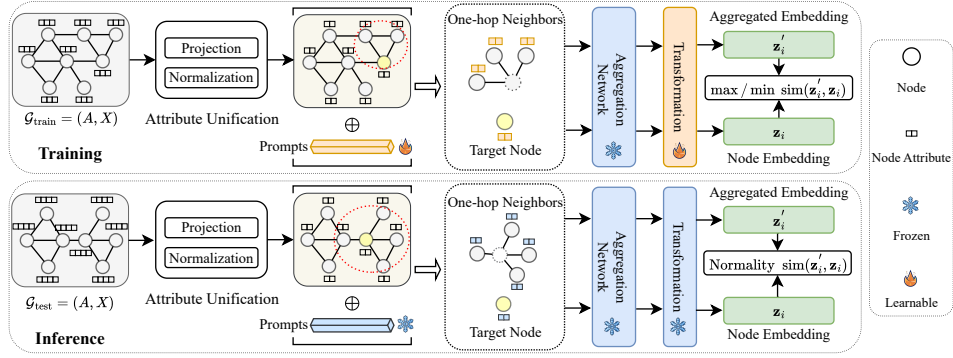 Projection
Normalization
Attribute Unification
𝒢train = (A, X)
Training
⊕
Prompts
One-hop Neighbors
Target Node
Aggregation
Network
Transformation
Aggregated Embedding
z′i
max / min sim(z′i, zi)
zi
Node Embedding
Projection
Normalization
Attribute Unification
𝒢test = (A, X)
Inference
⊕
Prompts
One-hop Neighbors
Target Node
Aggregation
Network
Transformation
Aggregated Embedding
z′i
Normality sim(z′i, zi)
zi
Node Embedding
Node
Node Attribute
Frozen
Learnable